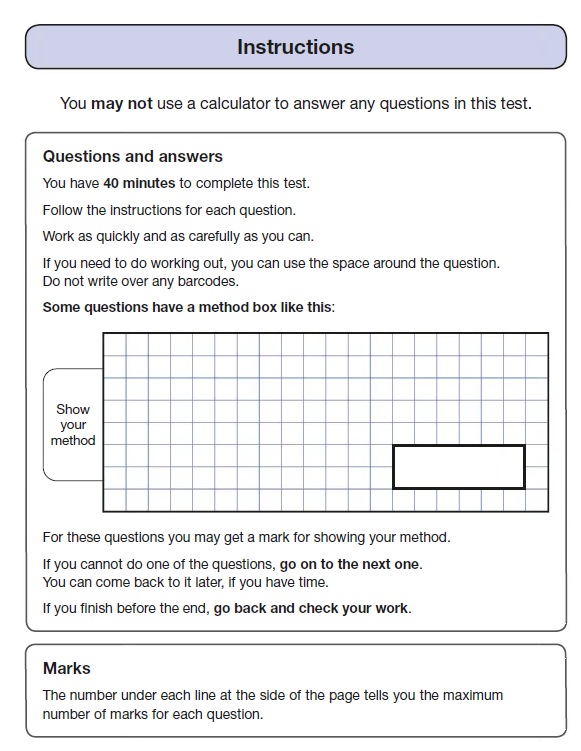 Instructions
You may not use a calculator to answer any questions in this test.
Questions and answers
You have 40 minutes to complete this test.
Follow the instructions for each question.
Work as quickly and as carefully as you can.
If you need to do working out, you can use the space around the question.
Do not write over any barcodes.
Some questions have a method box like this:
Show
your
method
For these questions you may get a mark for showing your method.
If you cannot do one of the questions, go on to the next one.
You can come back to it later, if you have time.
If you finish before the end, go back and check your work.
Marks
The number under each line at the side of the page tells you the maximum
number of marks for each question.